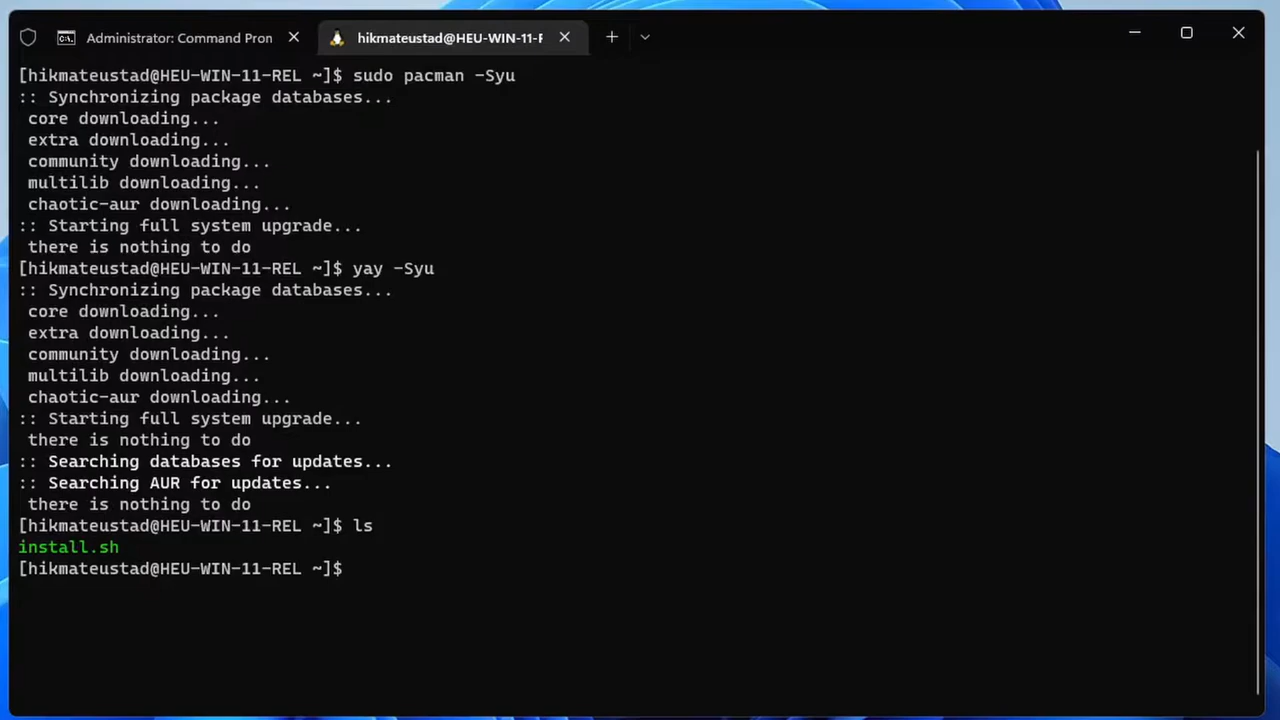 Administrator: Command Pron
hikmateustad@HEU-WIN-11-F
[hikmateustad@HEU-WIN-11-REL ~]$ sudo pacman -Syu
:: Synchronizing package databases...
core downloading...
extra downloading...
community downloading...
multilib downloading...
chaotic-aur downloading...
:: Starting full system upgrade...
there is nothing to do
[hikmateustad@HEU-WIN-11-REL ~]$ yay -Syu
:: Synchronizing package databases...
core downloading...
extra downloading...
community downloading...
multilib downloading...
chaotic-aur downloading...
:: Starting full system upgrade...
there is nothing to do
:: Searching databases for updates...
:: Searching AUR for updates...
there is nothing to do
[hikmateustad@HEU-WIN-11-REL ~]$ ls
install.sh
[hikmateustad@HEU-WIN-11-REL ~]$